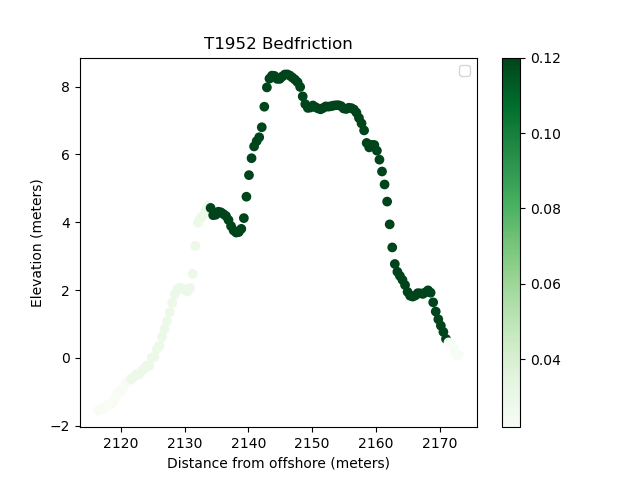 T1952 Bedfriction
Elevation (meters)
8
6
4
2
0
−2
2120 2130 2140 2150 2160 2170
Distance from offshore (meters)
0.12
0.10
0.08
0.06
0.04